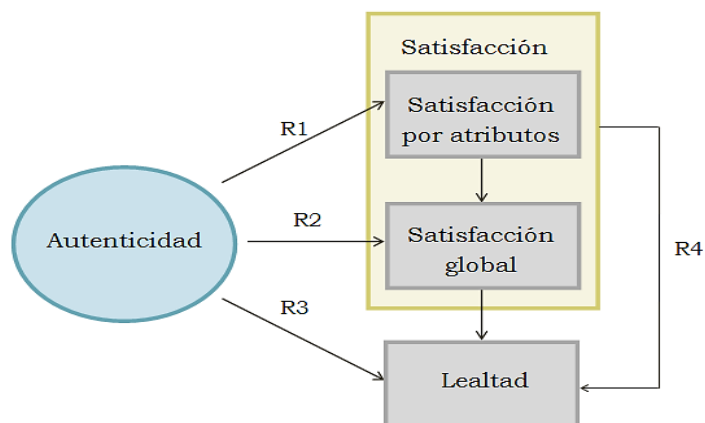 Satisfacción
Satisfacción
por atributos
R1
Autenticidad
R2
Satisfacción
global
R4
R3
Lealtad